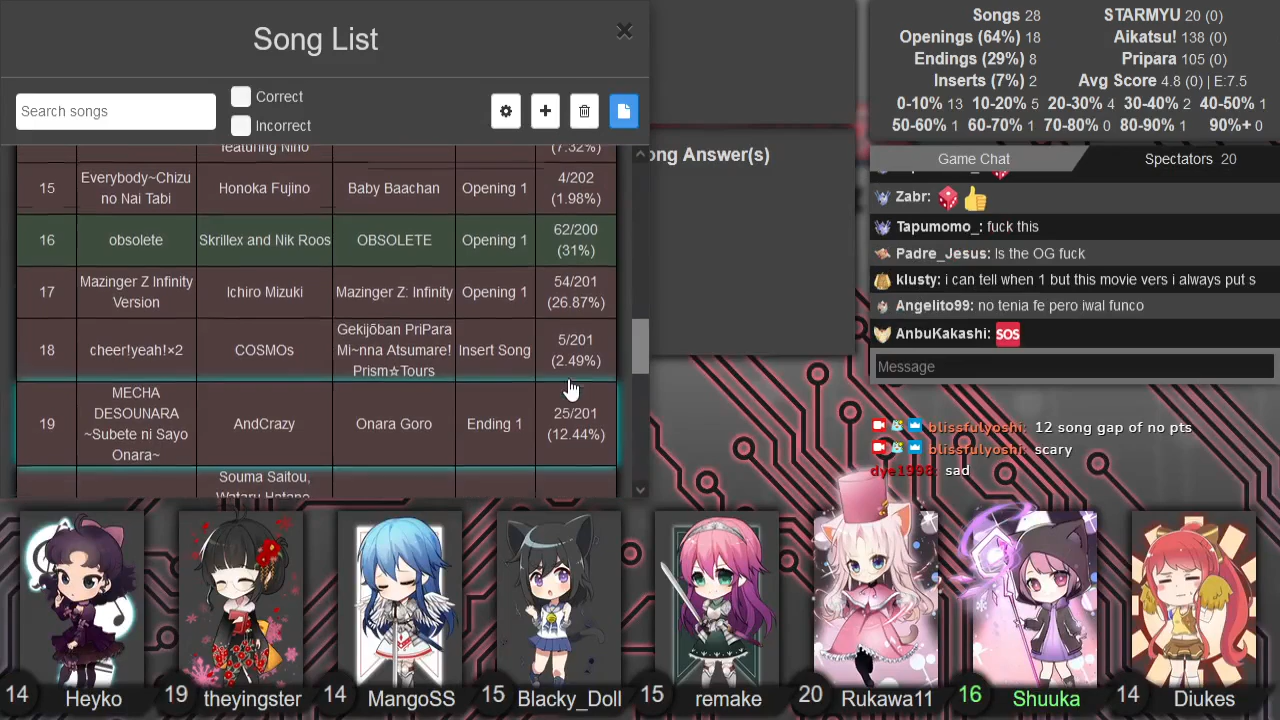 Song List
Search songs
Correct
Incorrect
featuring Nino
(7.32%)
15
Everybody~Chizu
no Nai Tabi
Honoka Fujino
Baby Baachan
Opening 1
4/202
(1.98%)
16
obsolete
Skrillex and Nik Roos
OBSOLETE
Opening 1
62/200
(31%)
17
Mazinger Z Infinity
Version
Ichiro Mizuki
Mazinger Z: Infinity
Opening 1
54/201
(26.87%)
18
cheer!yeah!×2
COSMOs
Gekijōban PriPara
Mi~nna Atsumare!
Prism☆Tours
Insert Song
5/201
(2.49%)
19
MECHA
DESOUNARA
~Subete ni Sayo
Onara~
AndCrazy
Onara Goro
Ending 1
25/201
(12.44%)
Souma Saitou,
Wataru Hatano,
ong Answer(s)
Songs 28
Openings (64%) 18
Endings (29%) 8
Inserts (7%) 2
STARMYU 20 (0)
Aikatsu! 138 (0)
Pripara 105 (0)
Avg Score 4.8 (0) | E:7.5
0-10% 13 10-20% 5 20-30% 4 30-40% 2 40-50% 1
50-60% 1 60-70% 1 70-80% 0 80-90% 1 90%+ 0
Game Chat
Spectators 20
Zabr: 🎲👍
Tapumomo_: fuck this
Padre_Jesus: Is the OG fuck
klusty: i can tell when 1 but this movie vers i always put s
Angelito99: no tenia fe pero iwal funco
AnbuKakashi: SOS
Message
blissfulyoshi: 12 song gap of no pts
blissfulyoshi: scary
dye1998: sad
14 Heyko
19 theyingster
14 MangoSS
15 Blacky_Doll
15 remake
20 Rukawa11
16 Shuuka
14 Diukes